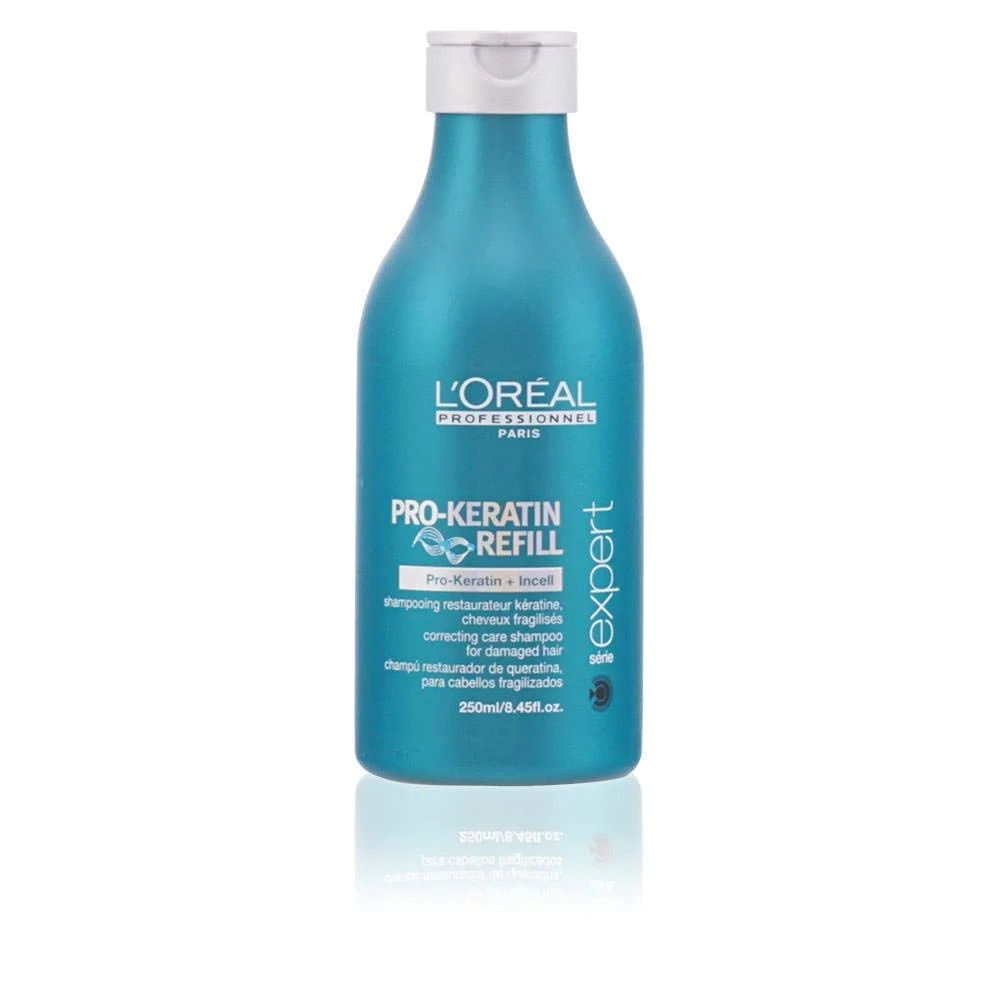 L'ORÉAL
PROFESSIONNEL
PARIS
PRO-KERATIN
REFILL
Pro-Keratin + Incell
shampooing restaurateur kératine,
cheveux fragilisés
correcting care shampoo
for damaged hair
champú restaurador de queratina,
para cabellos fragilizados
250ml/8.45fl.oz.
série expert